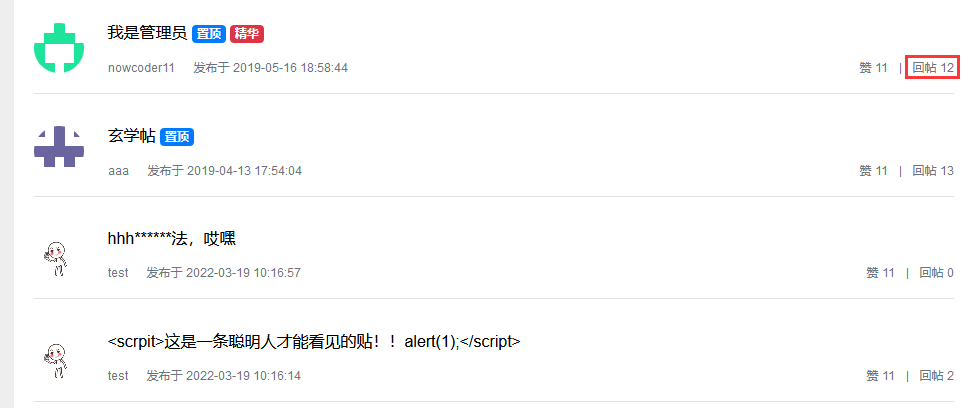 我是管理员 置顶 精华
nowcoder11 发布于 2019-05-16 18:58:44 赞 11 | 回帖 12
玄学帖 置顶
aaa 发布于 2019-04-13 17:54:04 赞 11 | 回帖 13
hhh******法，哎嘿
test 发布于 2022-03-19 10:16:57 赞 11 | 回帖 0
<scrpit>这是一条聪明人才能看见的贴！！alert(1);</script>
test 发布于 2022-03-19 10:16:14 赞 11 | 回帖 2